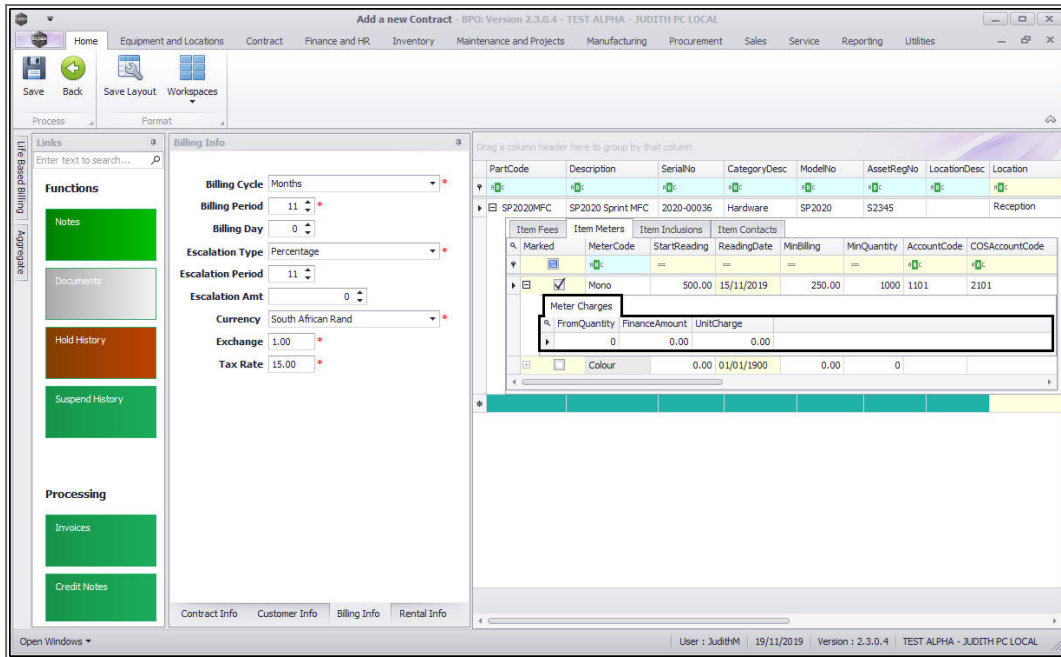 Add a new Contract - BPO: Version 2.3.0.4 - TEST ALPHA - JUDITH PC LOCAL
Home Equipment and Locations Contract Finance and HR Inventory Maintenance and Projects Manufacturing Procurement Sales Service Reporting Utilities
Save Back Save Layout Workspaces
Process Format
Life Based Billing
Aggregate
Links
Enter text to search...
Functions
Notes
Documents
Hold History
Suspend History
Processing
Invoices
Credit Notes
Billing Info
Billing Cycle Months *
Billing Period 11 *
Billing Day 0
Escalation Type Percentage *
Escalation Period 11
Escalation Amt 0
Currency South African Rand *
Exchange 1.00 *
Tax Rate 15.00 *
Contract Info Customer Info Billing Info Rental Info
Drag a column header here to group by that column
PartCode Description SerialNo CategoryDesc ModelNo AssetRegNo LocationDesc Location
SP2020MFC SP2020 Sprint MFC 2020-00036 Hardware SP2020 S2345 Reception
Item Fees Item Meters Item Inclusions Item Contacts
Marked MeterCode StartReading ReadingDate MinBilling MinQuantity AccountCode COSAccountCode
= = = =
Mono 500.00 15/11/2019 250.00 1000 1101 2101
Meter Charges
FromQuantity FinanceAmount UnitCharge
0 0.00 0.00
Colour 0.00 01/01/1900 0.00 0
Open Windows User : JudithM 19/11/2019 Version : 2.3.0.4 TEST ALPHA - JUDITH PC LOCAL